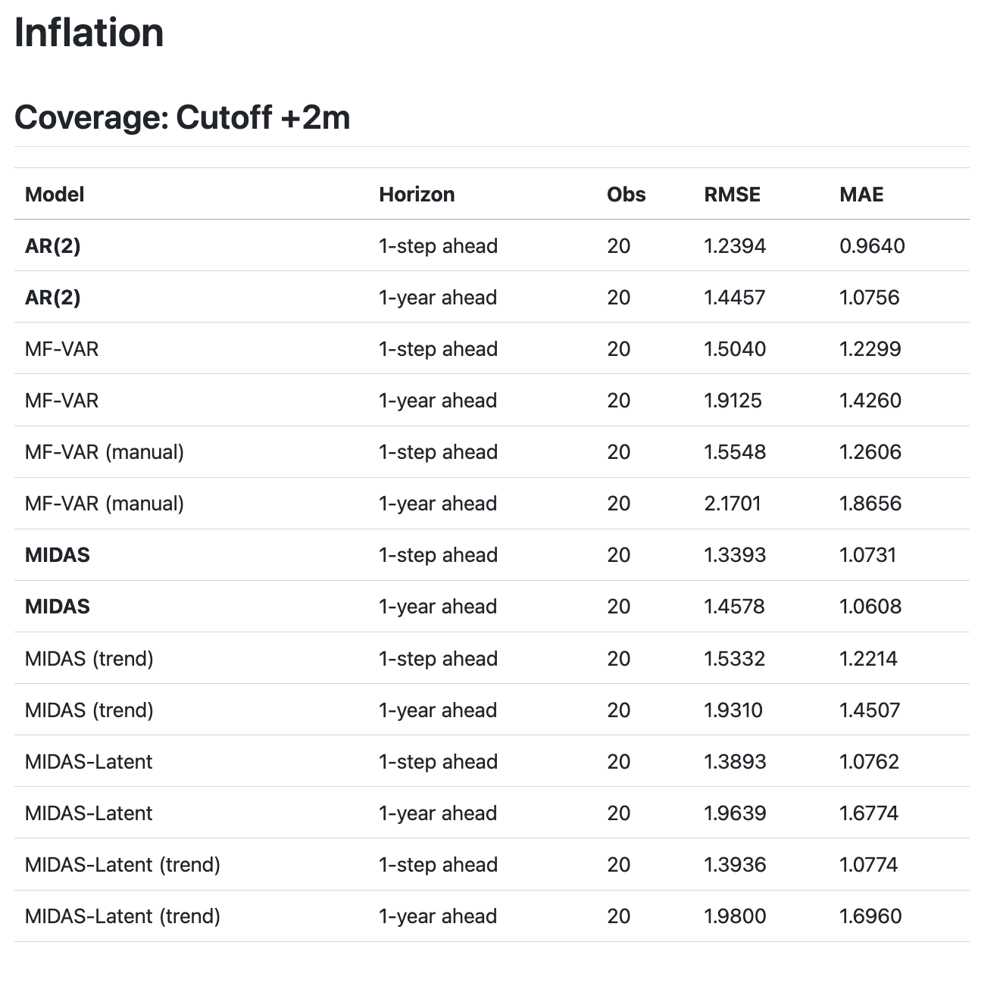 Inflation
Coverage: Cutoff +2m
Model Horizon Obs RMSE MAE
AR(2) 1-step ahead 20 1.2394 0.9640
AR(2) 1-year ahead 20 1.4457 1.0756
MF-VAR 1-step ahead 20 1.5040 1.2299
MF-VAR 1-year ahead 20 1.9125 1.4260
MF-VAR (manual) 1-step ahead 20 1.5548 1.2606
MF-VAR (manual) 1-year ahead 20 2.1701 1.8656
MIDAS 1-step ahead 20 1.3393 1.0731
MIDAS 1-year ahead 20 1.4578 1.0608
MIDAS (trend) 1-step ahead 20 1.5332 1.2214
MIDAS (trend) 1-year ahead 20 1.9310 1.4507
MIDAS-Latent 1-step ahead 20 1.3893 1.0762
MIDAS-Latent 1-year ahead 20 1.9639 1.6774
MIDAS-Latent (trend) 1-step ahead 20 1.3936 1.0774
MIDAS-Latent (trend) 1-year ahead 20 1.9800 1.6960